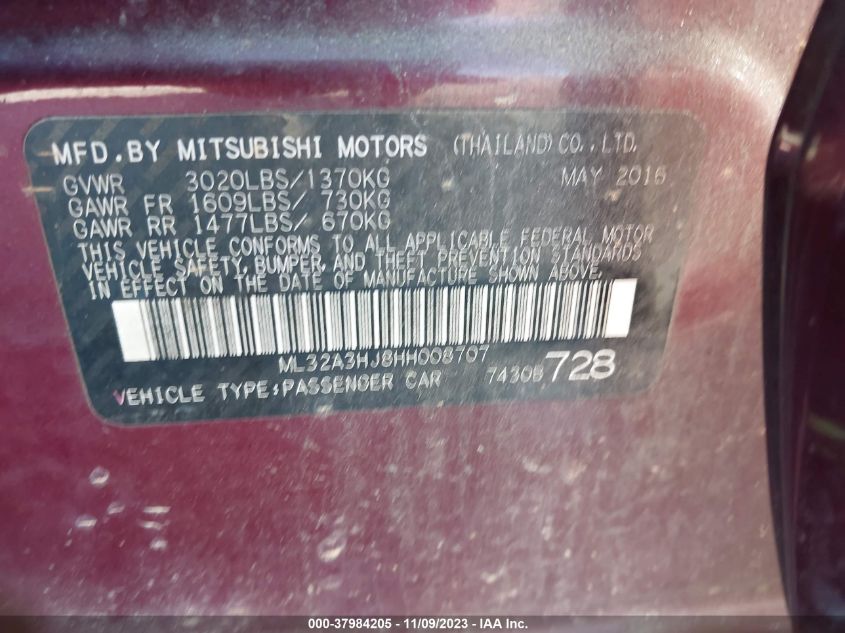 MFD.BY MITSUBISHI MOTORS (THAILAND) CO.,LTD.
GVWR 3020LBS/1370KG MAY 2016
GAWR FR 1609LBS/ 730KG
GAWR RR 1477LBS/ 670KG
THIS VEHICLE CONFORMS TO ALL APPLICABLE FEDERAL MOTOR
VEHICLE SAFETY, BUMPER, AND THEFT PREVENTION STANDARDS
IN EFFECT ON THE DATE OF MANUFACTURE SHOWN ABOVE.
ML32A3HJ8HH008707
VEHICLE TYPE:PASSENGER CAR 7430B 728
000-37984205 - 11/09/2023 - IAA Inc.